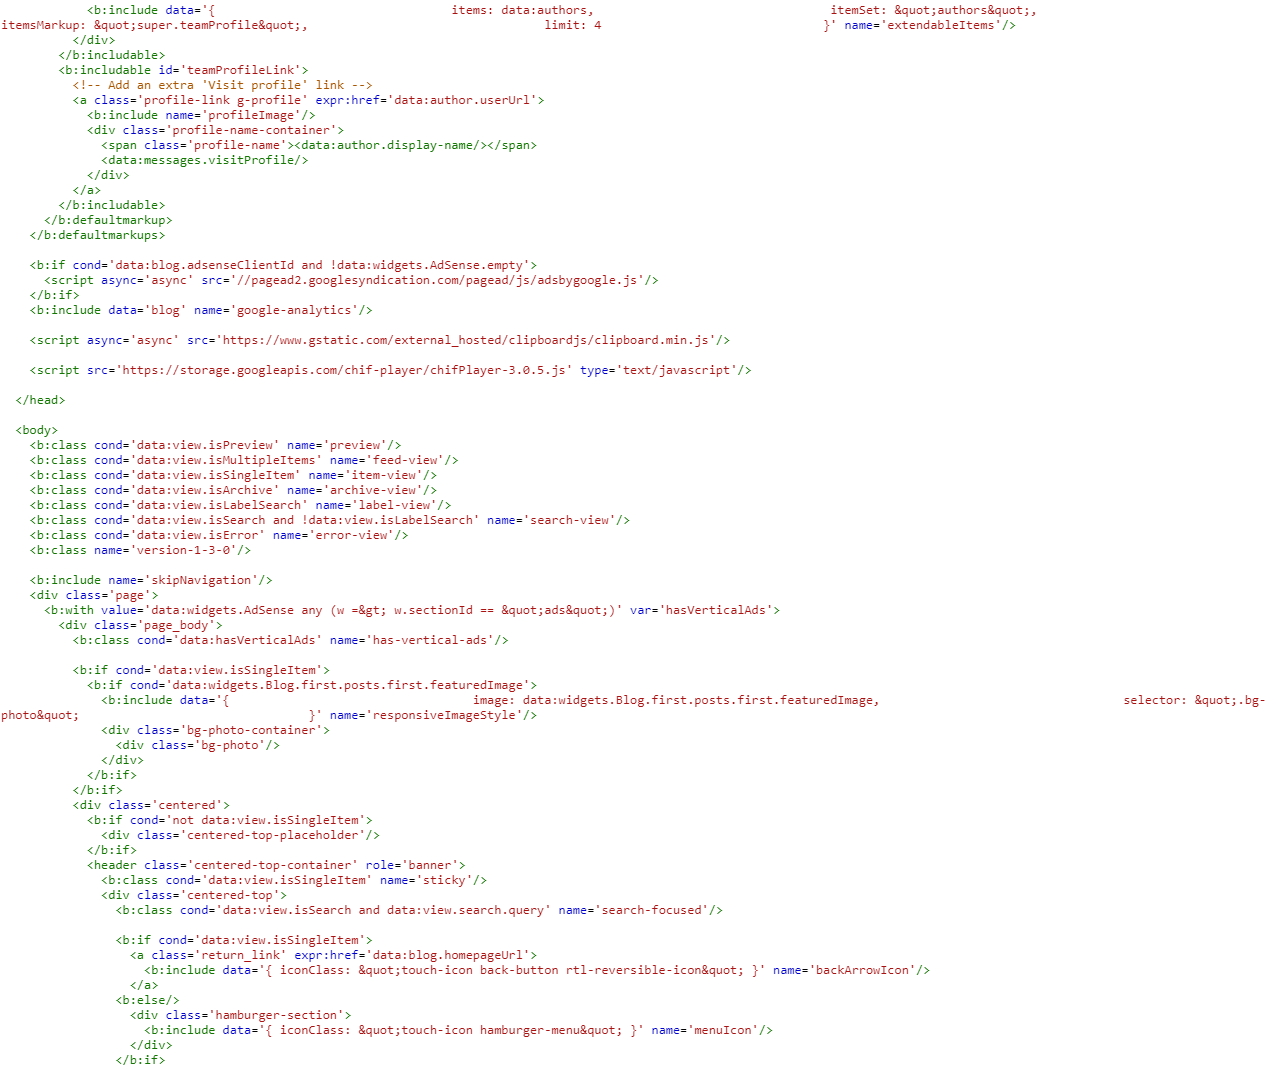 <b:include data='{ items: data:authors, itemSet: &quot;authors&quot;,
itemsMarkup: &quot;super.teamProfile&quot;, limit: 4 }' name='extendableItems'/>
</div>
</b:includable>
<b:includable id='teamProfileLink'>
<!-- Add an extra 'Visit profile' link -->
<a class='profile-link g-profile' expr:href='data:author.userUrl'>
<b:include name='profileImage'/>
<div class='profile-name-container'>
<span class='profile-name'><data:author.display-name/></span>
<data:messages.visitProfile/>
</div>
</a>
</b:includable>
</b:defaultmarkup>
</b:defaultmarkups>
<b:if cond='data:blog.adsenseClientId and !data:widgets.AdSense.empty'>
<script async='async' src='//pagead2.googlesyndication.com/pagead/js/adsbygoogle.js'/>
</b:if>
<b:include data='blog' name='google-analytics'/>
<script async='async' src='https://www.gstatic.com/external_hosted/clipboardjs/clipboard.min.js'/>
<script src='https://storage.googleapis.com/chif-player/chifPlayer-3.0.5.js' type='text/javascript'/>
</head>
<body>
<b:class cond='data:view.isPreview' name='preview'/>
<b:class cond='data:view.isMultipleItems' name='feed-view'/>
<b:class cond='data:view.isSingleItem' name='item-view'/>
<b:class cond='data:view.isArchive' name='archive-view'/>
<b:class cond='data:view.isLabelSearch' name='label-view'/>
<b:class cond='data:view.isSearch and !data:view.isLabelSearch' name='search-view'/>
<b:class cond='data:view.isError' name='error-view'/>
<b:class name='version-1-3-0'/>
<b:include name='skipNavigation'/>
<div class='page'>
<b:with value='data:widgets.AdSense any (w =&gt; w.sectionId == &quot;ads&quot;)' var='hasVerticalAds'>
<div class='page_body'>
<b:class cond='data:hasVerticalAds' name='has-vertical-ads'/>
<b:if cond='data:view.isSingleItem'>
<b:if cond='data:widgets.Blog.first.posts.first.featuredImage'>
<b:include data='{ image: data:widgets.Blog.first.posts.first.featuredImage, selector: &quot;.bg-
photo&quot; }' name='responsiveImageStyle'/>
<div class='bg-photo-container'>
<div class='bg-photo'/>
</div>
</b:if>
</b:if>
<div class='centered'>
<b:if cond='not data:view.isSingleItem'>
<div class='centered-top-placeholder'/>
</b:if>
<header class='centered-top-container' role='banner'>
<b:class cond='data:view.isSingleItem' name='sticky'/>
<div class='centered-top'>
<b:class cond='data:view.isSearch and data:view.search.query' name='search-focused'/>
<b:if cond='data:view.isSingleItem'>
<a class='return_link' expr:href='data:blog.homepageUrl'>
<b:include data='{ iconClass: &quot;touch-icon back-button rtl-reversible-icon&quot; }' name='backArrowIcon'/>
</a>
<b:else/>
<div class='hamburger-section'>
<b:include data='{ iconClass: &quot;touch-icon hamburger-menu&quot; }' name='menuIcon'/>
</div>
</b:if>